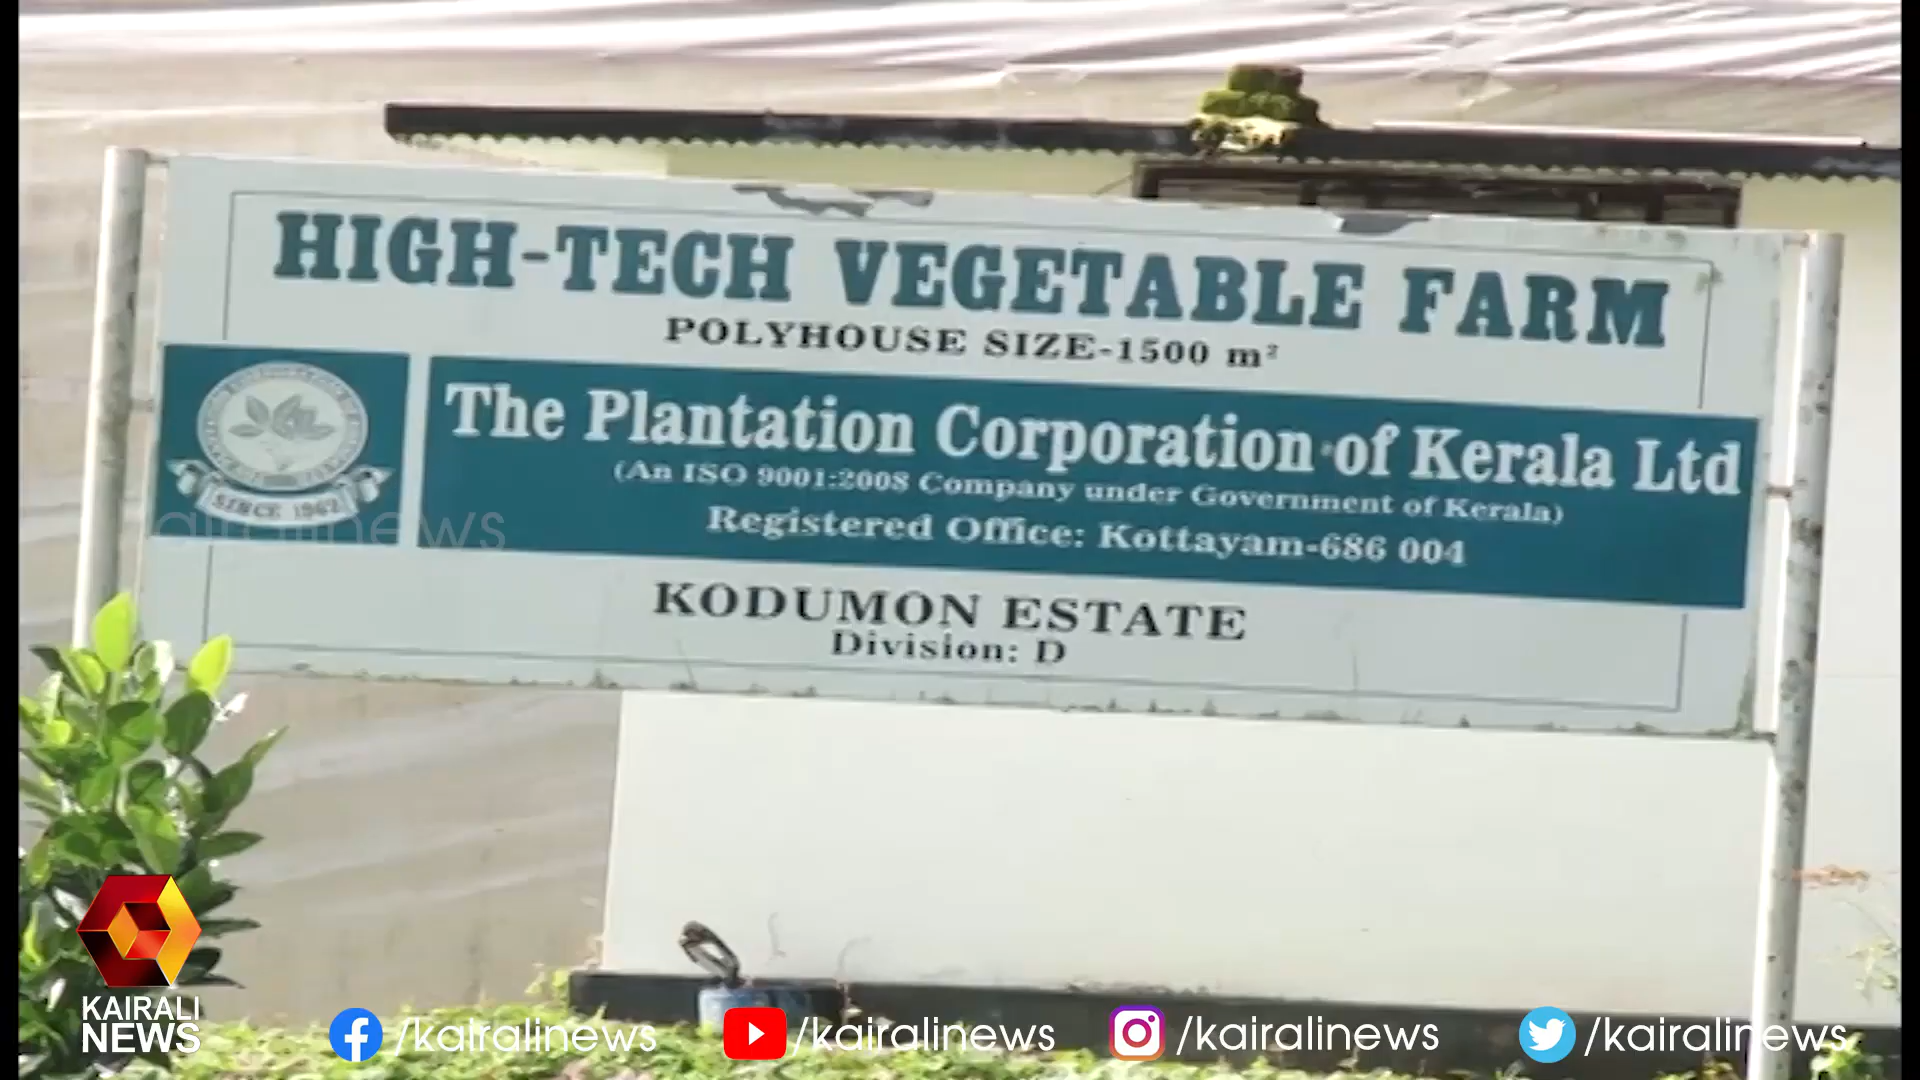 HIGH-TECH VEGETABLE FARM
POLYHOUSE SIZE-1500 m²
The Plantation Corporation of Kerala Ltd
(An ISO 9001:2008 Company under Government of Kerala)
Registered Office: Kottayam-686 004
SINCE 1962
kairalinews
KODUMON ESTATE
Division: D
KAIRALI
NEWS
/kairalinews
/kairalinews
/kairalinews
/kairalinews